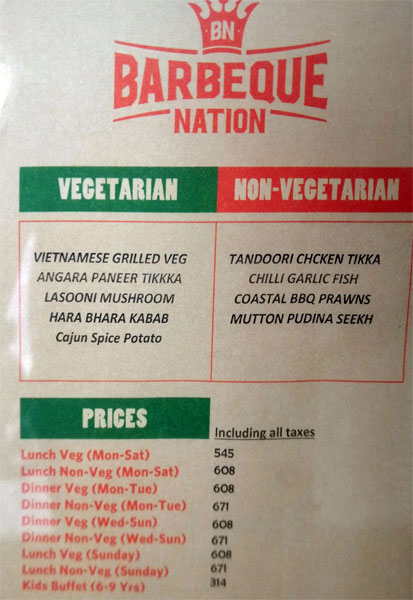 BN
BARBEQUE
NATION
VEGETARIAN
NON-VEGETARIAN
VIETNAMESE GRILLED VEG
ANGARA PANEER TIKKKA
LASOONI MUSHROOM
HARA BHARA KABAB
Cajun Spice Potato
TANDOORI CHCKEN TIKKA
CHILLI GARLIC FISH
COASTAL BBQ PRAWNS
MUTTON PUDINA SEEKH
PRICES
Including all taxes
Lunch Veg (Mon-Sat) 545
Lunch Non-Veg (Mon-Sat) 608
Dinner Veg (Mon-Tue) 608
Dinner Non-Veg (Mon-Tue) 671
Dinner Veg (Wed-Sun) 608
Dinner Non-Veg (Wed-Sun) 671
Lunch Veg (Sunday) 608
Lunch Non-Veg (Sunday) 671
Kids Buffet (6-9 Yrs) 314